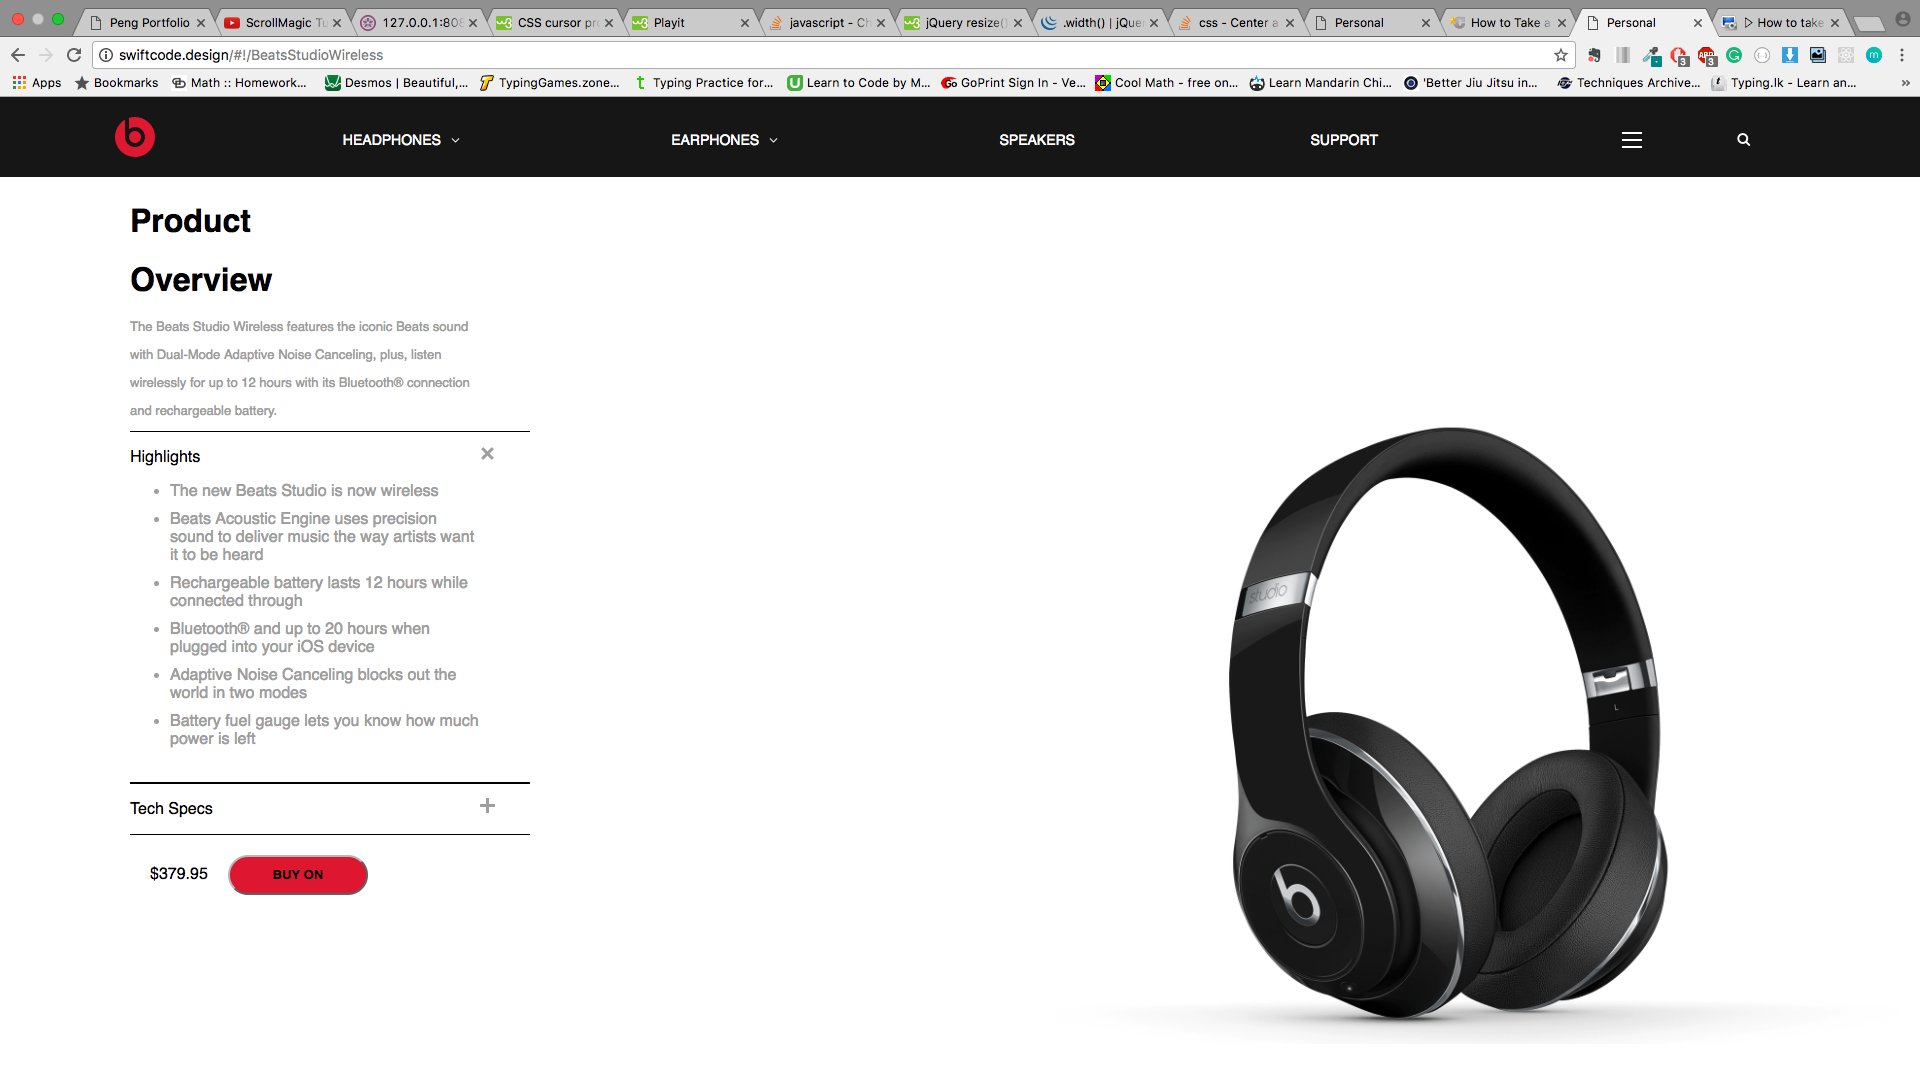 Peng Portfolio
ScrollMagic Tu
127.0.0.1:808
CSS cursor pro
Playit
javascript - Ch
jQuery resize()
.width() | jQue
css - Center a
Personal
How to Take a
Personal
How to take
swiftcode.design/#!/BeatsStudioWireless
Apps
Bookmarks
Math :: Homework...
Desmos | Beautiful,...
TypingGames.zone...
Typing Practice for...
Learn to Code by M...
GoPrint Sign In - Ve...
Cool Math - free on...
Learn Mandarin Chi...
'Better Jiu Jitsu in...
Techniques Archive...
Typing.lk - Learn an...
HEADPHONES
EARPHONES
SPEAKERS
SUPPORT
Product
Overview
The Beats Studio Wireless features the iconic Beats sound
with Dual-Mode Adaptive Noise Canceling, plus, listen
wirelessly for up to 12 hours with its Bluetooth® connection
and rechargeable battery.
Highlights
• The new Beats Studio is now wireless
• Beats Acoustic Engine uses precision
sound to deliver music the way artists want
it to be heard
• Rechargeable battery lasts 12 hours while
connected through
• Bluetooth® and up to 20 hours when
plugged into your iOS device
• Adaptive Noise Canceling blocks out the
world in two modes
• Battery fuel gauge lets you know how much
power is left
Tech Specs
$379.95
BUY ON
studio
L